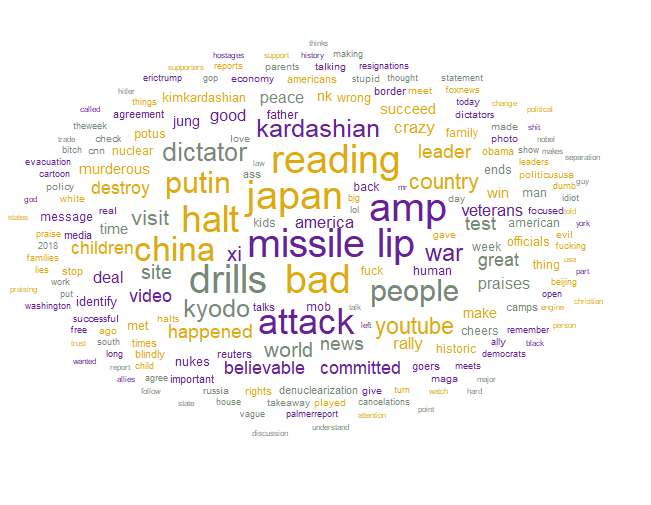 thinks
hostages support history making
supporters reports parents talking resignations
erictrump gop economy americans stupid thought statement
hitler things kimkardashian peace nk wrong border meet foxnews
called agreement jung good father succeed dictators today change political
theweek potus kardashian crazy family made photo shit
trade bitch cnn check nuclear dictator love law reading leader obama show makes nobel separation
evacuation cartoon murderous ass ends leaders politicususa guy
god policy white destroy putin japan back mr country win man dumb idiot
states message real halt kids america big lol amp day veterans focused told
praise media time visit gave test american york
2018 children china xi missile lip war week officials evil fucking
families lies stop deal site drills bad fuck human great thing usa part
praising work put identify video people praises beijing open christian
washington successful met kyodo talks mob talk make camps engine
free ago happened halts attack left youtube cheers remember person
trust south times world news rally historic ally black
wanted long blindly reuters democrats
report child nukes believable committed goers meets
allies agree important maga major
follow russia rights denuclearization give turn watch hard
state house takeaway played cancelations
vague palmerreport attention point
discussion understand